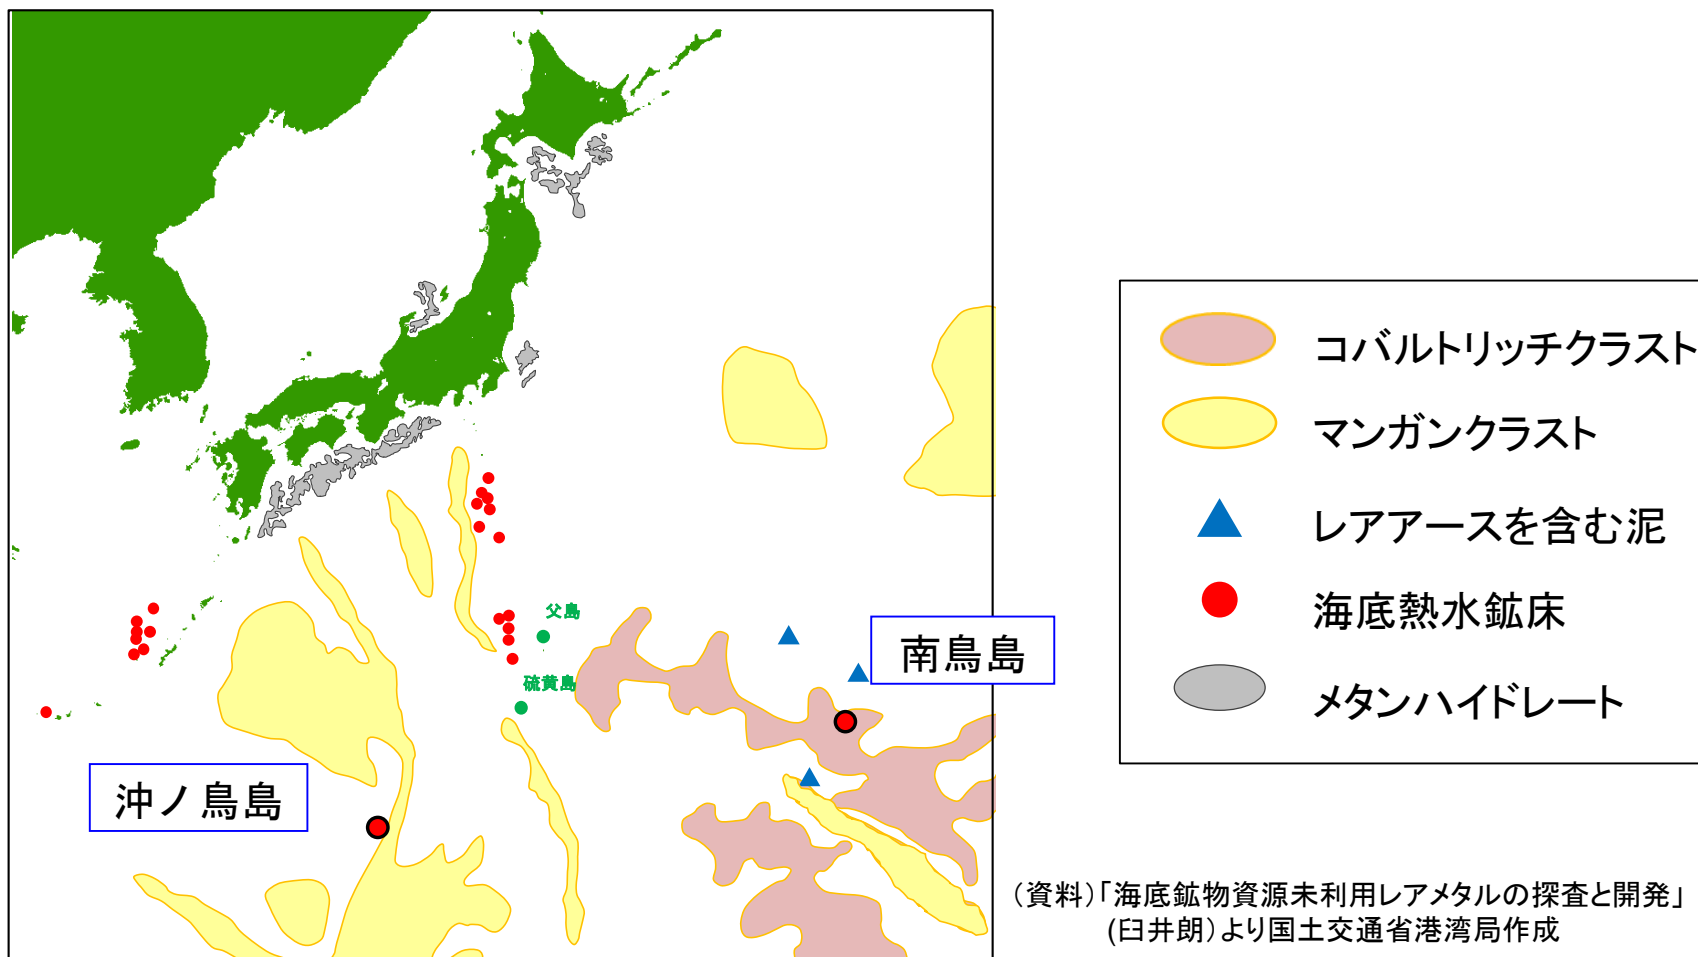 父島
硫黄島
南鳥島
沖ノ鳥島
コバルトリッチクラスト
マンガンクラスト
レアアースを含む泥
海底熱水鉱床
メタンハイドレート
（資料）「海底鉱物資源未利用レアメタルの探査と開発」
(臼井朗）より国土交通省港湾局作成